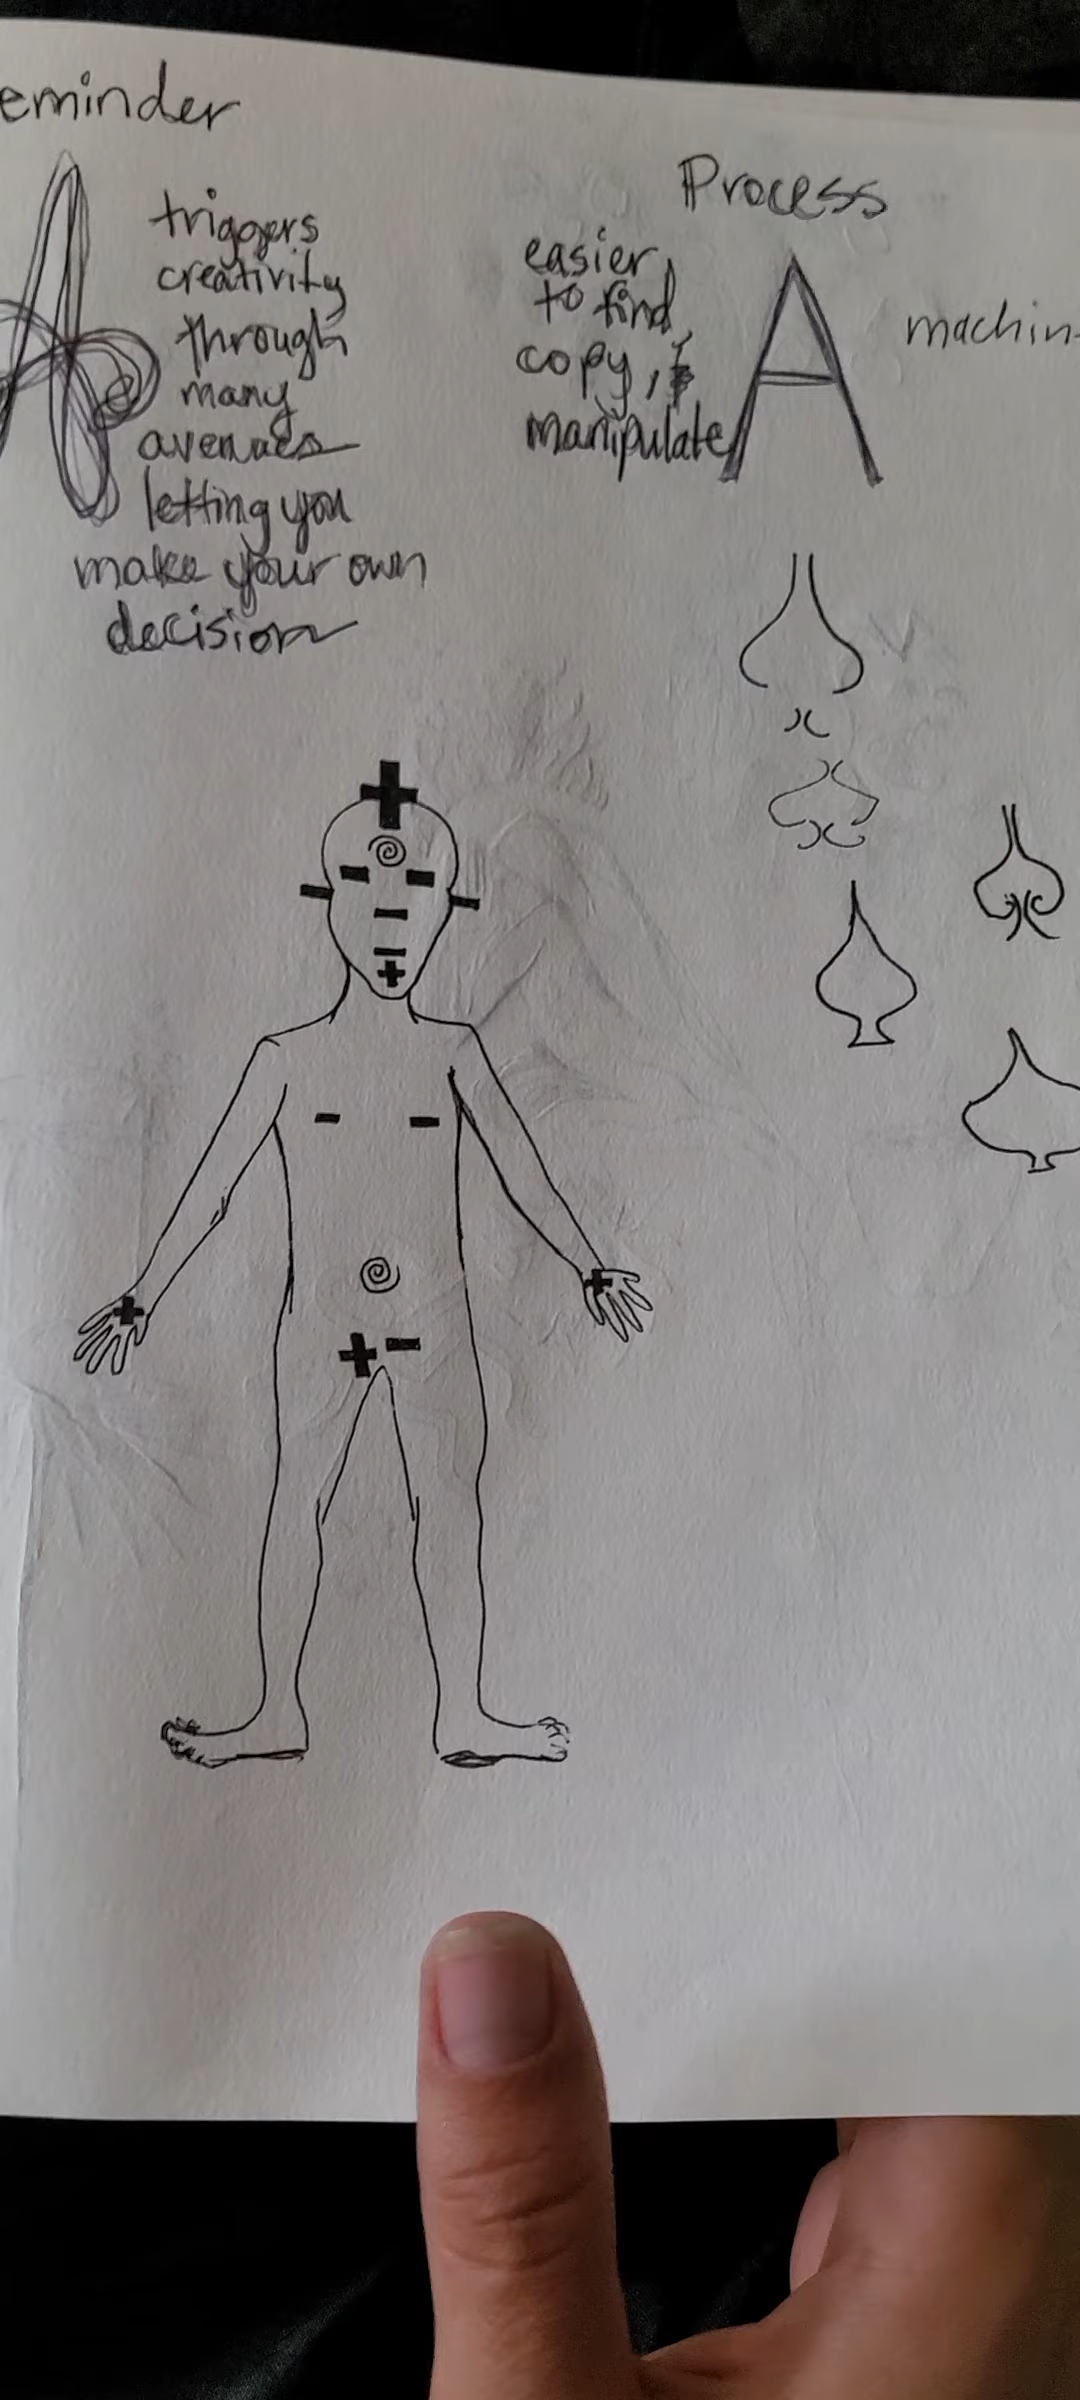 eminder
A
triggers
creativity
through
many
avenues
letting you
make your own
decision
Process
easier
to find,
copy, &
manipulate
A
machin
+
- -
- -
-
-
+
- -
+ +
+ -